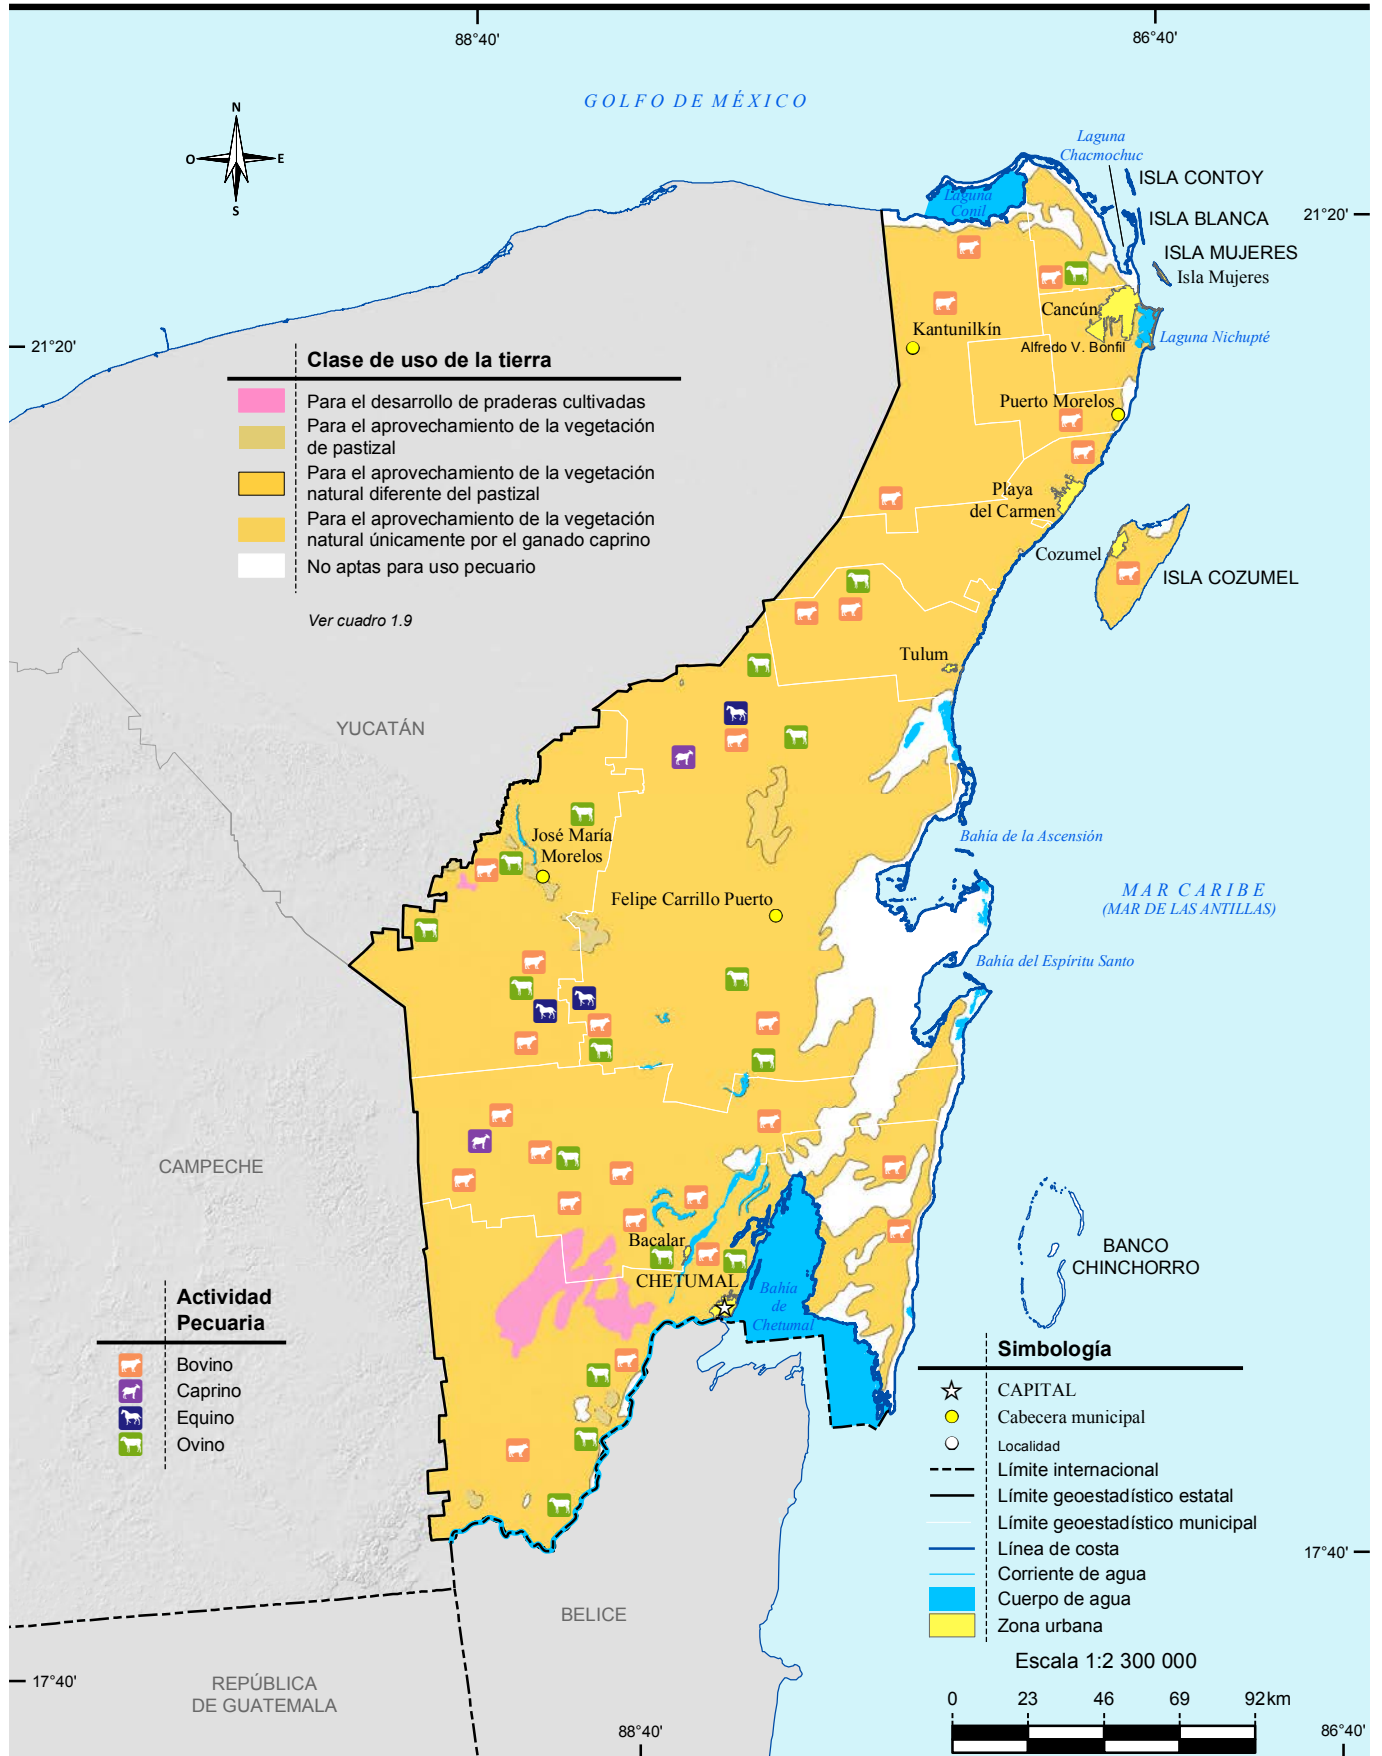 88°40'
86°40'
GOLFO DE MÉXICO
N
O
E
S
Laguna
Chacmochuc
ISLA CONTOY
Laguna
Conil
ISLA BLANCA
21°20'
ISLA MUJERES
Isla Mujeres
Cancún
Kantunilkín
Laguna Nichupté
21°20'
Alfredo V. Bonfil
Clase de uso de la tierra
Para el desarrollo de praderas cultivadas
Para el aprovechamiento de la vegetación
de pastizal
Para el aprovechamiento de la vegetación
natural diferente del pastizal
Para el aprovechamiento de la vegetación
natural únicamente por el ganado caprino
No aptas para uso pecuario
Ver cuadro 1.9
Puerto Morelos
Playa
del Carmen
Cozumel
ISLA COZUMEL
Tulum
YUCATÁN
José María
Morelos
Bahía de la Ascensión
MAR CARIBE
(MAR DE LAS ANTILLAS)
Felipe Carrillo Puerto
Bahía del Espíritu Santo
CAMPECHE
Bacalar
BANCO
CHINCHORRO
CHETUMAL
Bahía
de
Chetumal
Actividad
Pecuaria
Bovino
Caprino
Equino
Ovino
Simbología
CAPITAL
Cabecera municipal
Localidad
Límite internacional
Límite geoestadístico estatal
Límite geoestadístico municipal
Línea de costa
Corriente de agua
Cuerpo de agua
Zona urbana
17°40'
BELICE
Escala 1:2 300 000
17°40'
REPÚBLICA
DE GUATEMALA
0 23 46 69 92 km
88°40'
86°40'